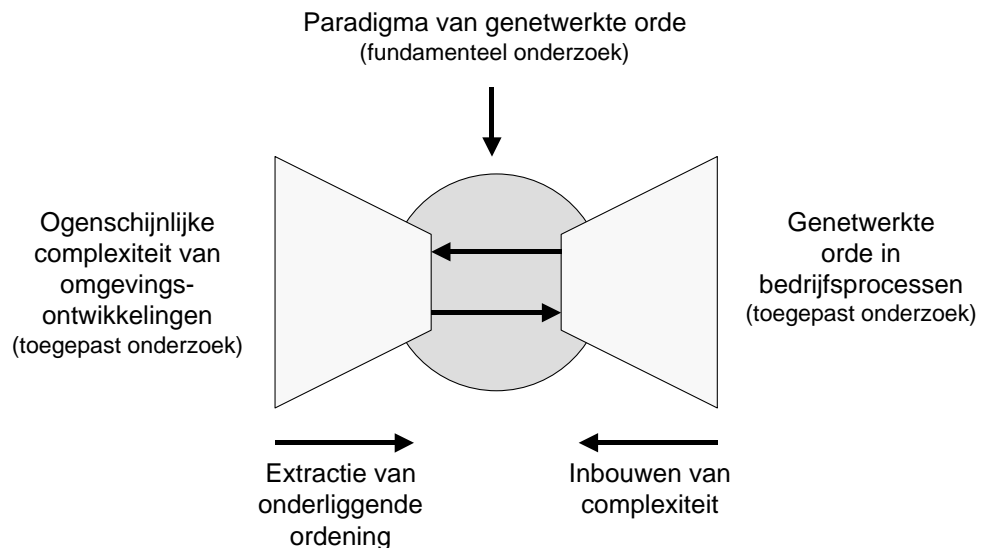 Paradigma van genetwerkte orde
(fundamenteel onderzoek)
Ogenschijnlijke
complexiteit van
omgevings-
ontwikkelingen
(toegepast onderzoek)
Genetwerkte
orde in
bedrijfsprocessen
(toegepast onderzoek)
Extractie van
onderliggende
ordening
Inbouwen van
complexiteit